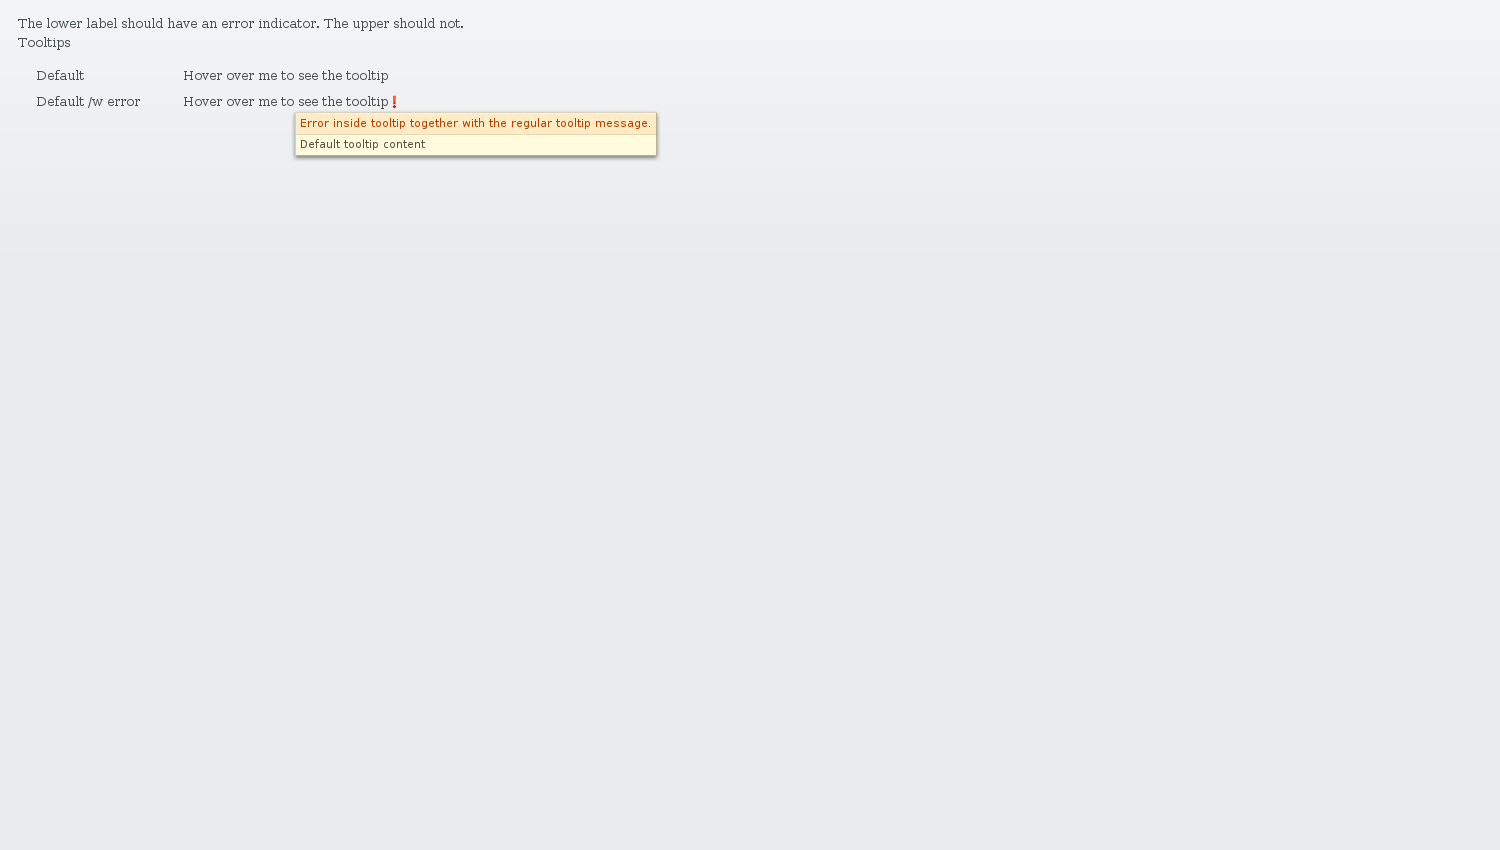 The lower label should have an error indicator. The upper should not.
Tooltips
Default Hover over me to see the tooltip
Default /w error Hover over me to see the tooltip !
Error inside tooltip together with the regular tooltip message.
Default tooltip content